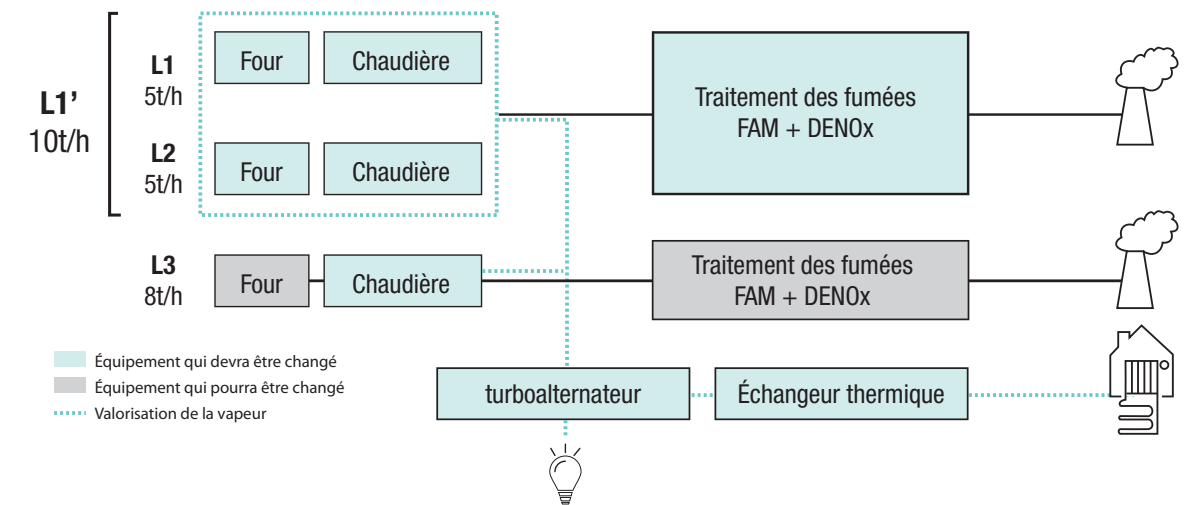 L1’
10t/h
L1
5t/h
Four
Chaudière
L2
5t/h
Four
Chaudière
Traitement des fumées
FAM + DENOx
L3
8t/h
Four
Chaudière
Traitement des fumées
FAM + DENOx
Équipement qui devra être changé
Équipement qui pourra être changé
Valorisation de la vapeur
turboalternateur
Échangeur thermique